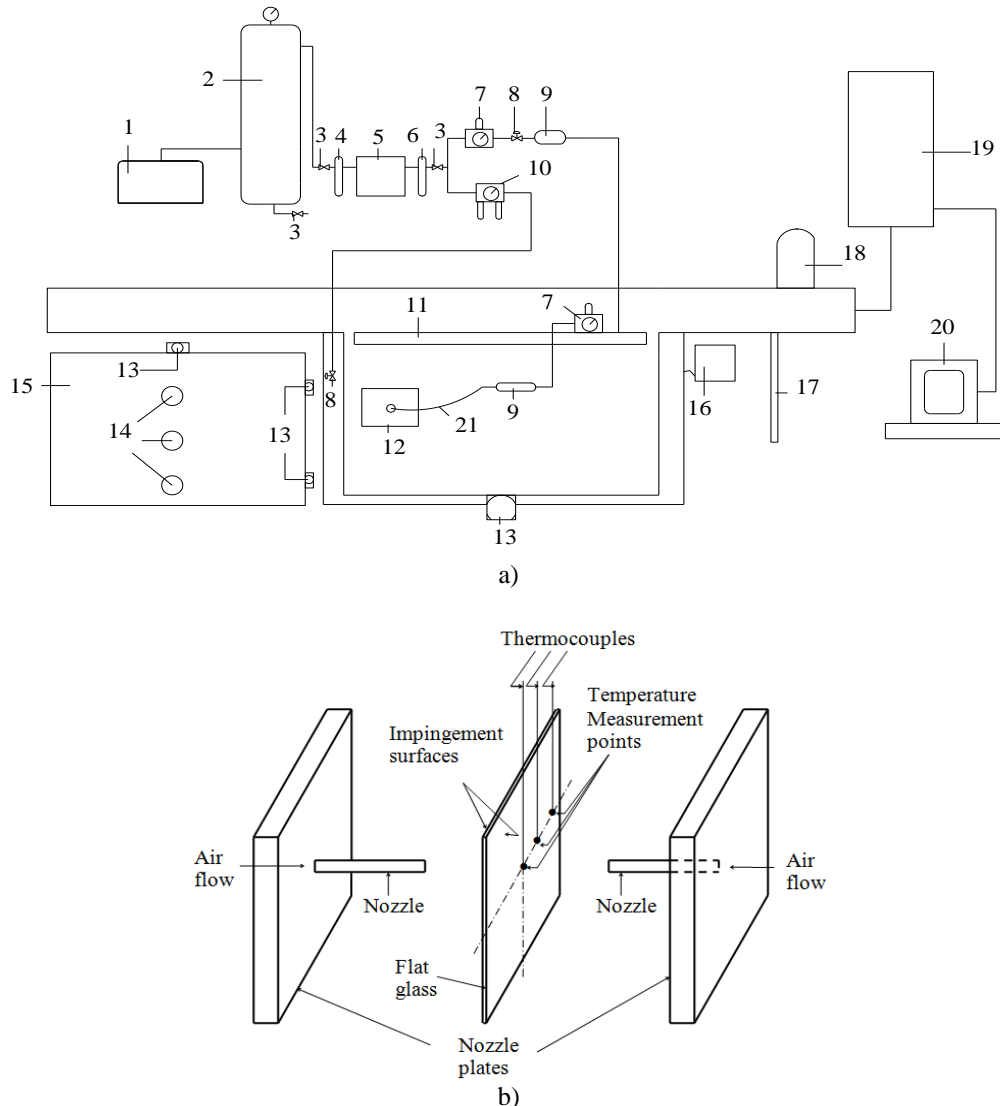 1
2
3
4
5
6
3
7
8
9
10
3
19
18
11
7
20
15
13
8
9
16
17
14
13
12
21
13
a)
Thermocouples
Temperature
Measurement
points
Impingement
surfaces
Air
flow
Nozzle
Nozzle
Air
flow
Flat
glass
Nozzle
plates
b)